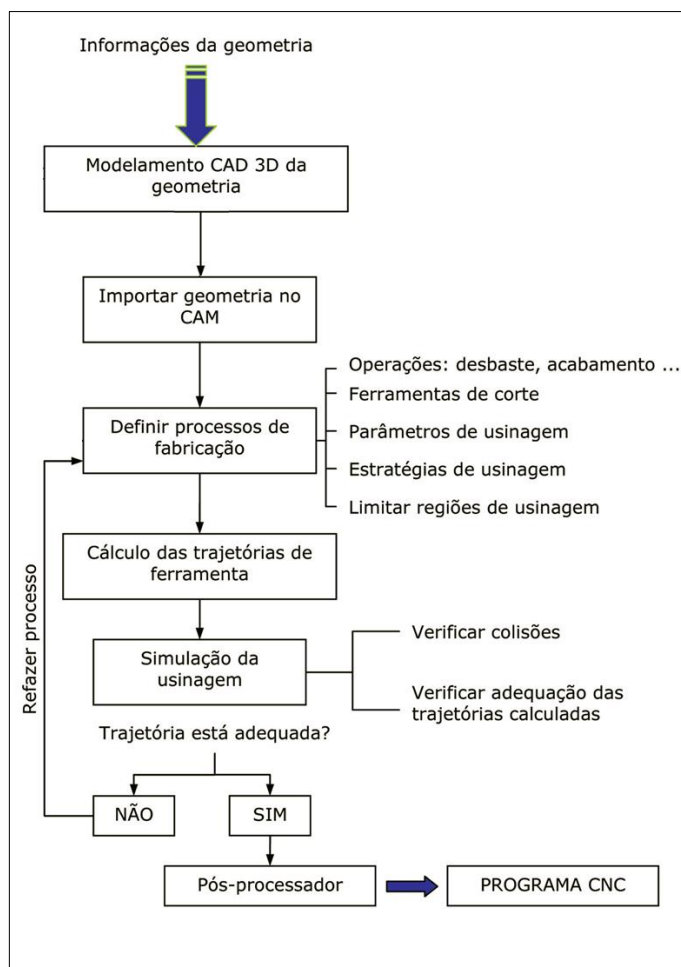 Informações da geometria
Modelamento CAD 3D da
geometria
Importar geometria no
CAM
Definir processos de
fabricação
Operações: desbaste, acabamento ...
Ferramentas de corte
Parâmetros de usinagem
Estratégias de usinagem
Limitar regiões de usinagem
Cálculo das trajetórias de
ferramenta
Simulação da
usinagem
Verificar colisões
Verificar adequação das
trajetórias calculadas
Refazer processo
Trajetória está adequada?
NÃO
SIM
Pós-processador
PROGRAMA CNC